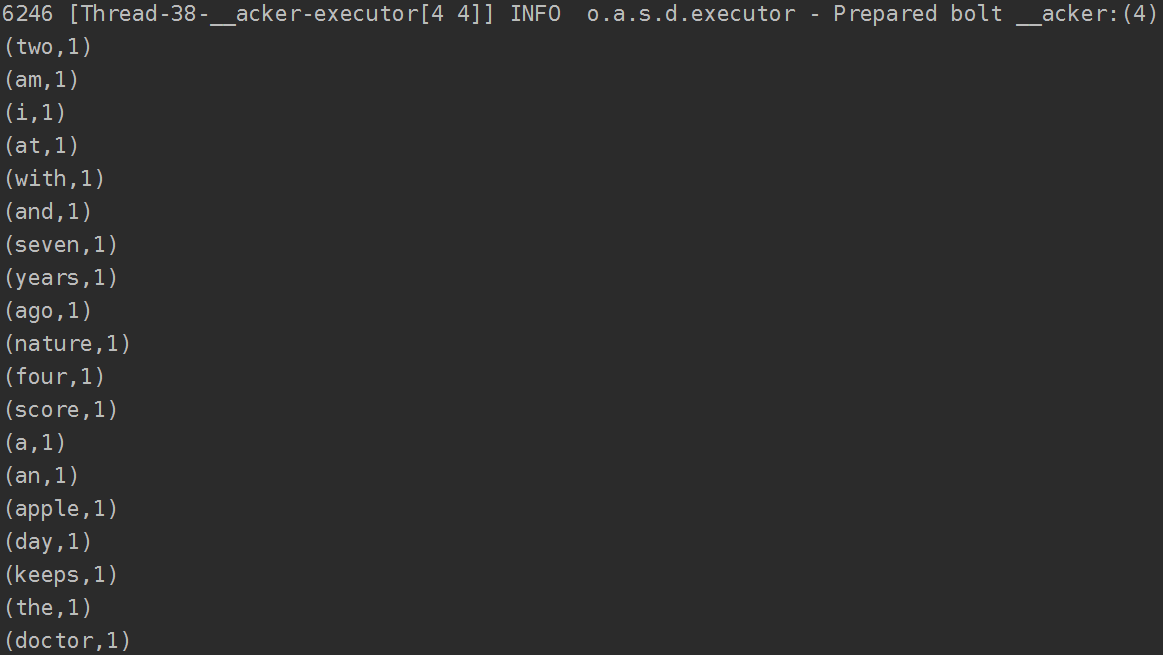 6246 [Thread-38-__acker-executor[4 4]] INFO  o.a.s.d.executor - Prepared bolt __acker:(4)
(two,1)
(am,1)
(i,1)
(at,1)
(with,1)
(and,1)
(seven,1)
(years,1)
(ago,1)
(nature,1)
(four,1)
(score,1)
(a,1)
(an,1)
(apple,1)
(day,1)
(keeps,1)
(the,1)
(doctor,1)